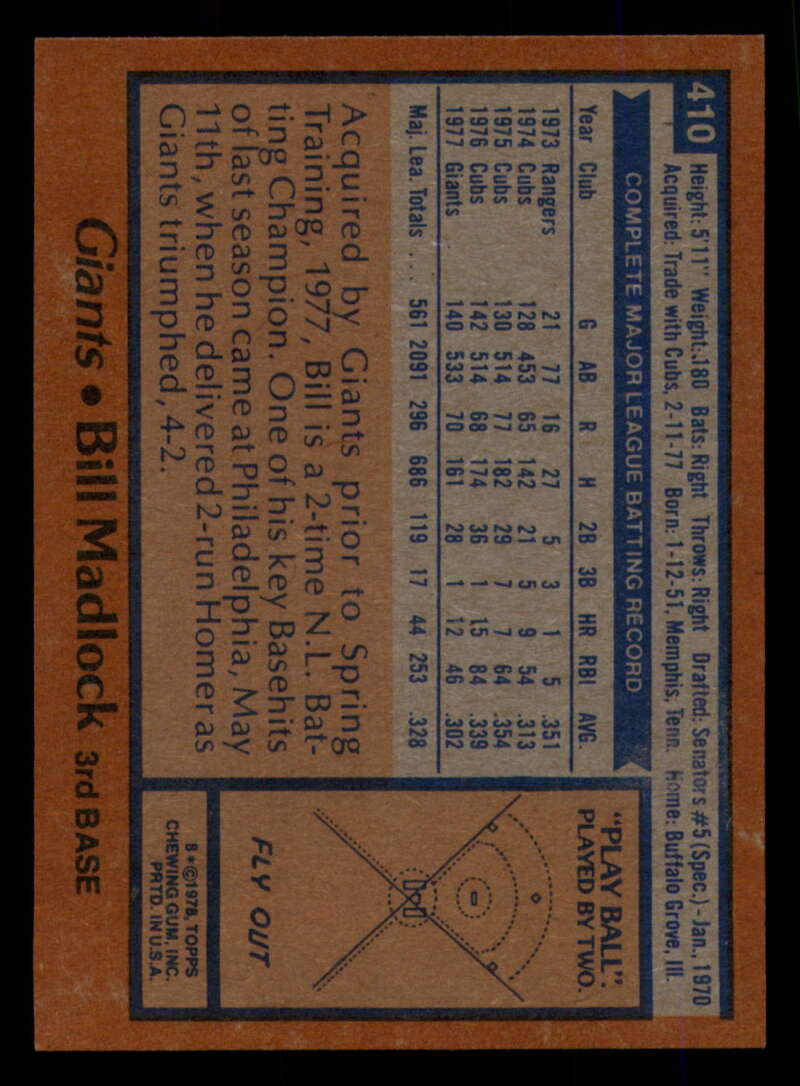 410
Height: 5'11" Weight: 180 Bats: Right Throws: Right Drafted: Senators #5 (Spec.) - Jan., 1970
Acquired: Trade with Cubs, 2-11-77 Born: 1-12-51, Memphis, Tenn. Home: Buffalo Grove, Ill.
COMPLETE MAJOR LEAGUE BATTING RECORD
Year Club G AB R H 2B 3B HR RBI AVG.
1973 Rangers 21 77 16 27 5 3 1 5 .351
1974 Cubs 128 453 65 142 21 5 9 54 .313
1975 Cubs 130 514 77 182 29 7 7 64 .354
1976 Cubs 142 514 68 174 36 1 15 84 .339
1977 Giants 140 533 70 161 28 1 12 46 .302
Maj. Lea. Totals ... 561 2091 296 686 119 17 44 253 .328
Acquired by Giants prior to Spring
Training, 1977, Bill is a 2-time N.L. Bat-
ting Champion. One of his key Basehits
of last season came at Philadelphia, May
11th, when he delivered 2-run Homer as
Giants triumphed, 4-2.
"PLAY BALL".
PLAYED BY TWO.
FLY OUT
B*©1978, TOPPS
CHEWING GUM, INC.
PRTD. IN U.S.A.
Giants • Bill Madlock 3rd BASE